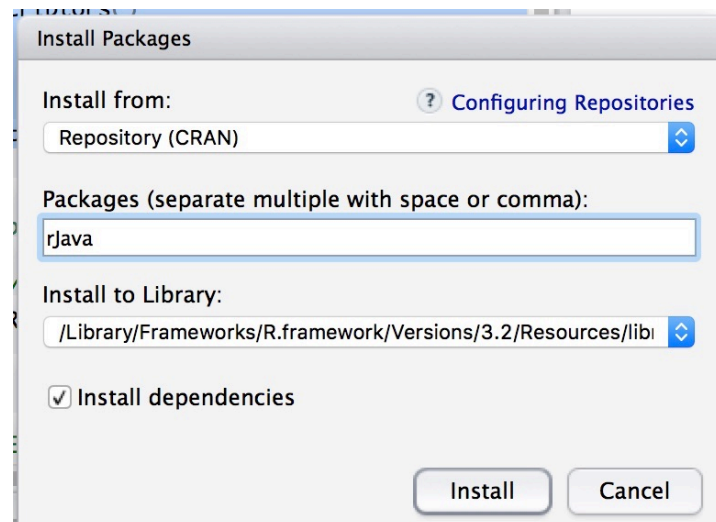 Install Packages
Install from:
? Configuring Repositories
Repository (CRAN)
Packages (separate multiple with space or comma):
rJava
Install to Library:
/Library/Frameworks/R.framework/Versions/3.2/Resources/libr
Install dependencies
Install
Cancel